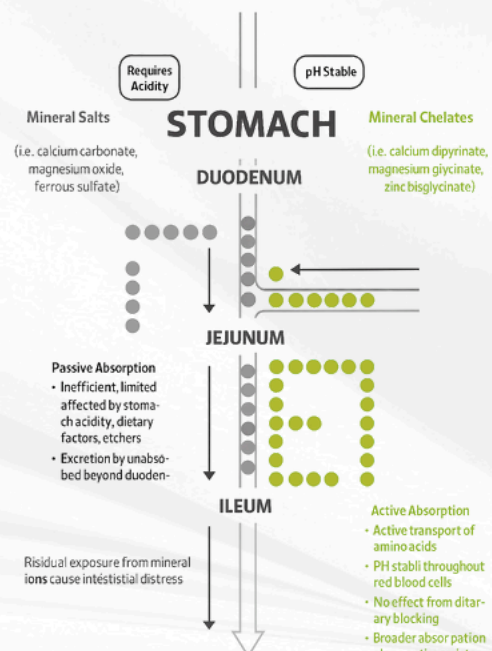 Requires
Acidity
pH Stable
STOMACH
Mineral Salts
(i.e. calcium carbonate,
magnesium oxide,
ferrous sulfate)
Mineral Chelates
(i.e. calcium dipyrinate,
magnesium glycinate,
zinc bisglycinate)
DUODENUM
JEJUNUM
Passive Absorption
• Inefficient, limited
affected by stoma-
ch acidity, dietary
factors, etchers
• Excretion by unabso-
bed beyond duoden-
ILEUM
Risidual exposure from mineral
ions cause intéstistial distress
Active Absorption
• Active transport of
amino acids
• PH stabli throughout
red blood cells
• No effect from ditar-
ary blocking
• Broader absor pation